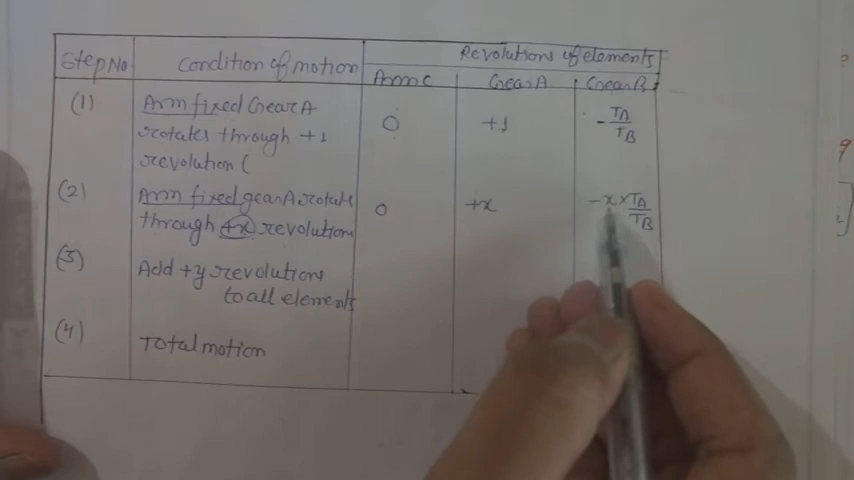 Step No. Condition of motion Revolutions of elements
Arm C Gear A Gear B
(1) Arm fixed Gear A 0 +1 - TA/TB
rotates through +1
revolution (
(2) Arm fixed gear A rotate 0 +x -x × TA/TB
through +x revolutions
(3) Add +y revolutions
to all elements
(4) Total motion